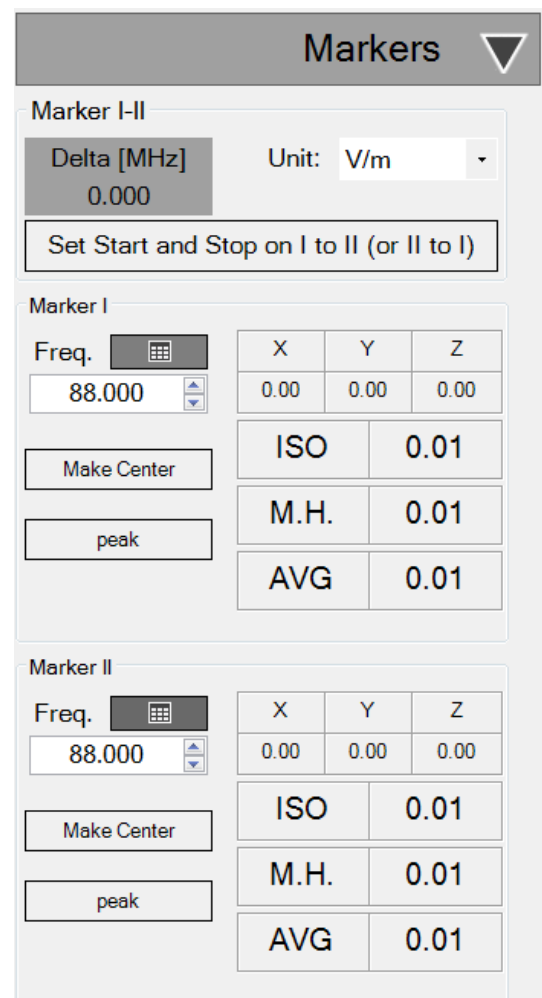 Markers
Marker I-II
Delta [MHz]
0.000
Unit: V/m
Set Start and Stop on I to II (or II to I)
Marker I
Freq.
88.000
Make Center
peak
X Y Z
0.00 0.00 0.00
ISO 0.01
M.H. 0.01
AVG 0.01
Marker II
Freq.
88.000
Make Center
peak
X Y Z
0.00 0.00 0.00
ISO 0.01
M.H. 0.01
AVG 0.01